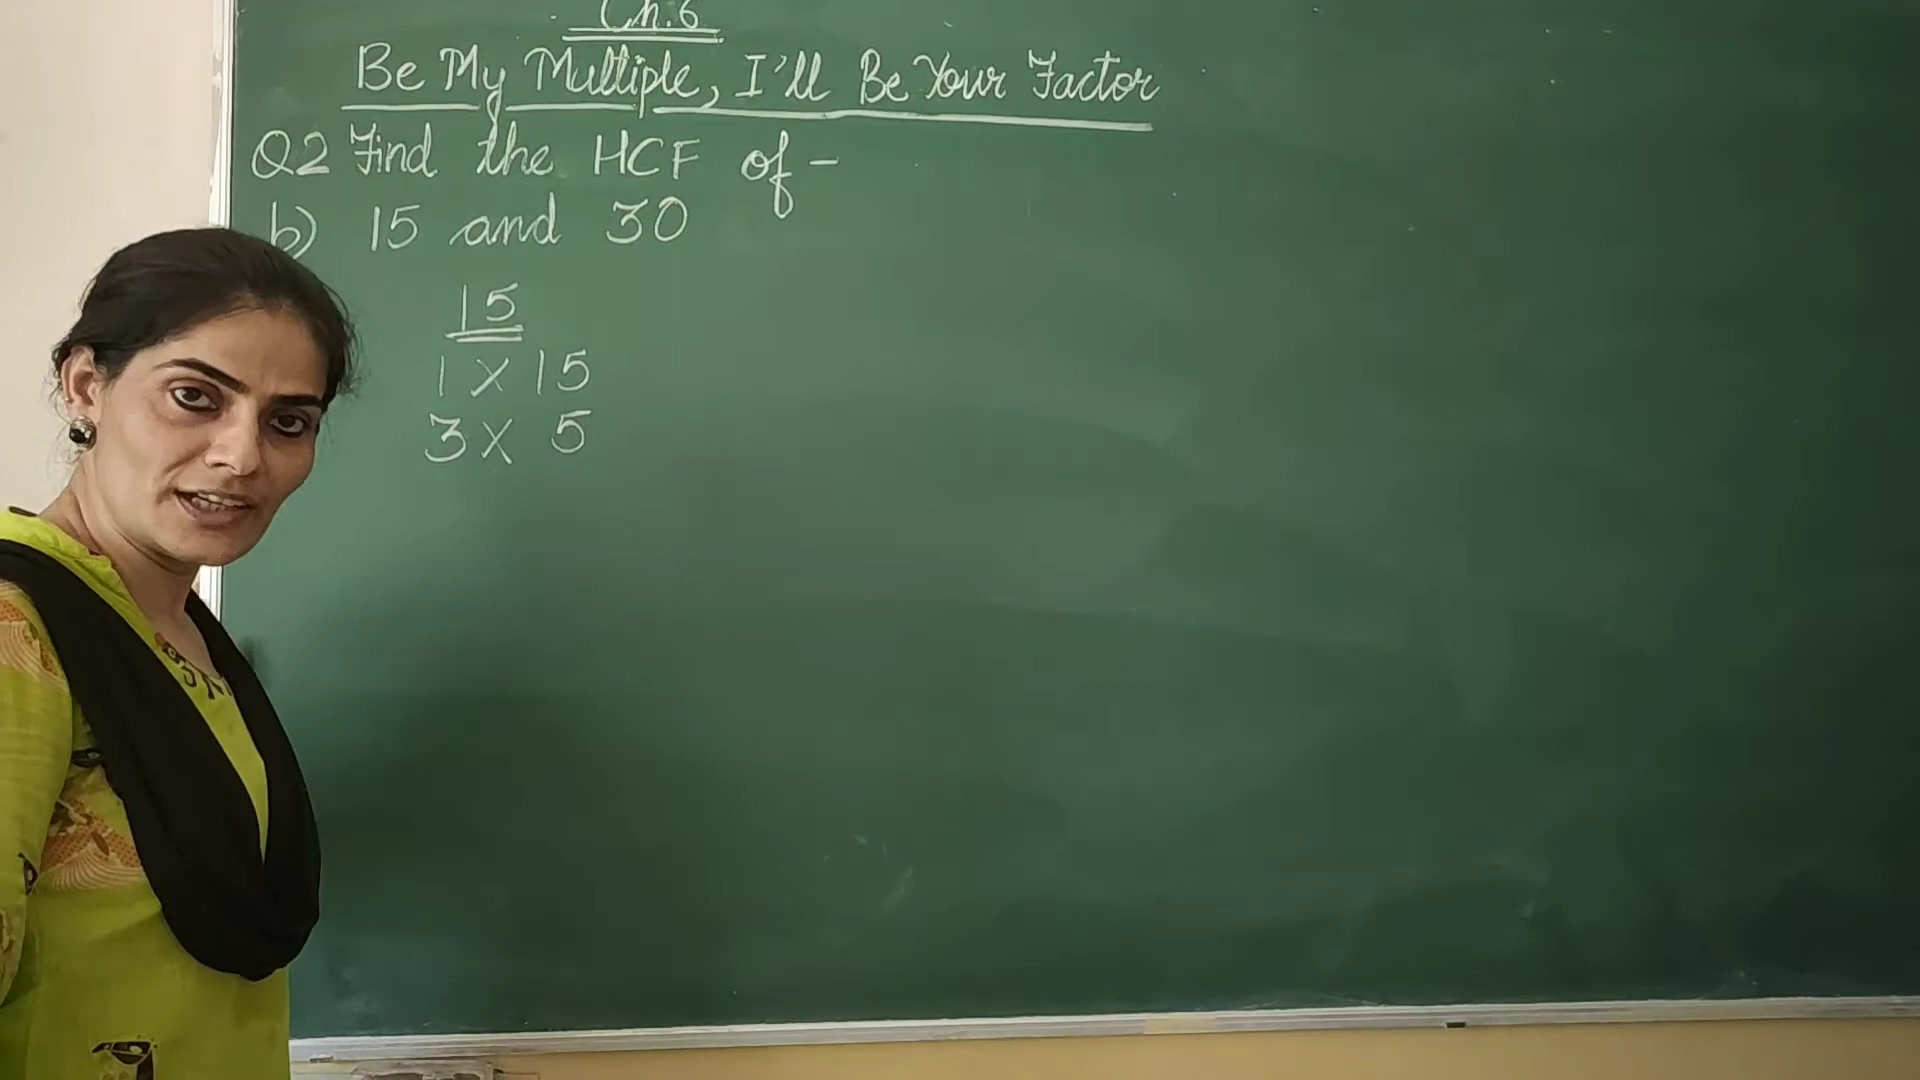 Ch.6
Be My Multiple, I'll Be Your Factor
Q2 Find the HCF of -
b) 15 and 30
15
1 X 15
3 X 5